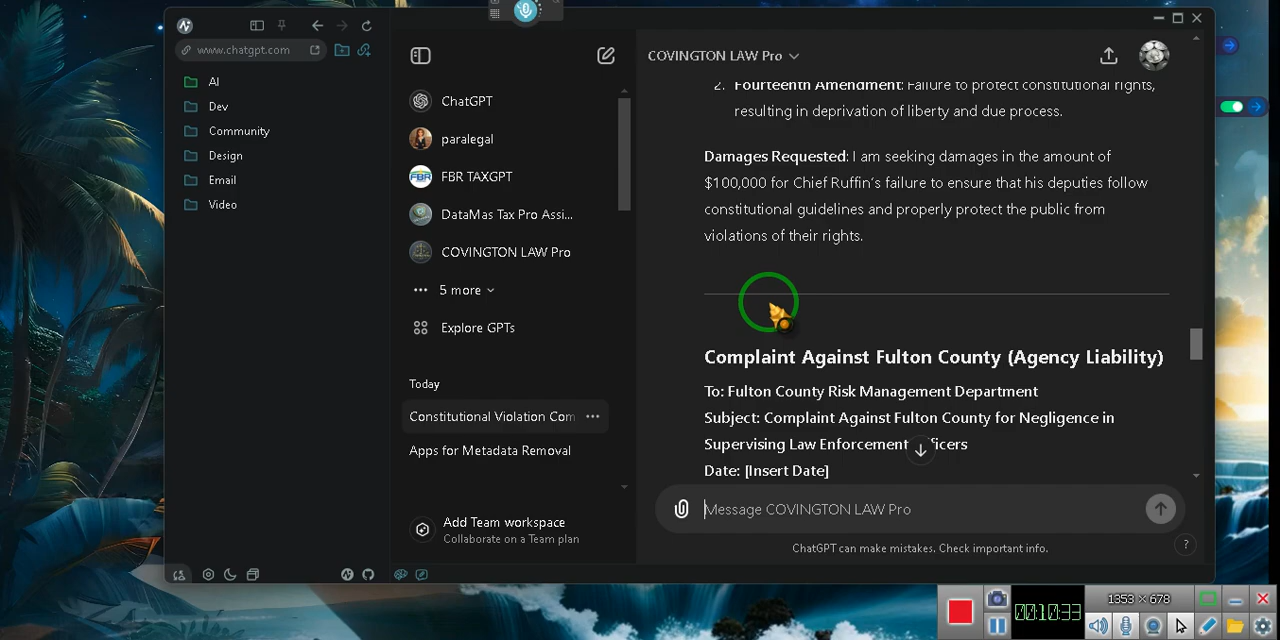 www.chatgpt.com
AI
Dev
Community
Design
Email
Video
ChatGPT
paralegal
FBR TAXGPT
DataMas Tax Pro Assi...
COVINGTON LAW Pro
5 more
Explore GPTs
Today
Constitutional Violation Com
Apps for Metadata Removal
Add Team workspace
Collaborate on a Team plan
COVINGTON LAW Pro
2. Fourteenth Amendment: Failure to protect constitutional rights,
resulting in deprivation of liberty and due process.
Damages Requested: I am seeking damages in the amount of
$100,000 for Chief Ruffin's failure to ensure that his deputies follow
constitutional guidelines and properly protect the public from
violations of their rights.
Complaint Against Fulton County (Agency Liability)
To: Fulton County Risk Management Department
Subject: Complaint Against Fulton County for Negligence in
Supervising Law Enforcement
Date: [Insert Date]
Message COVINGTON LAW Pro
ChatGPT can make mistakes. Check important info.
?
00:10:33
1353 × 678